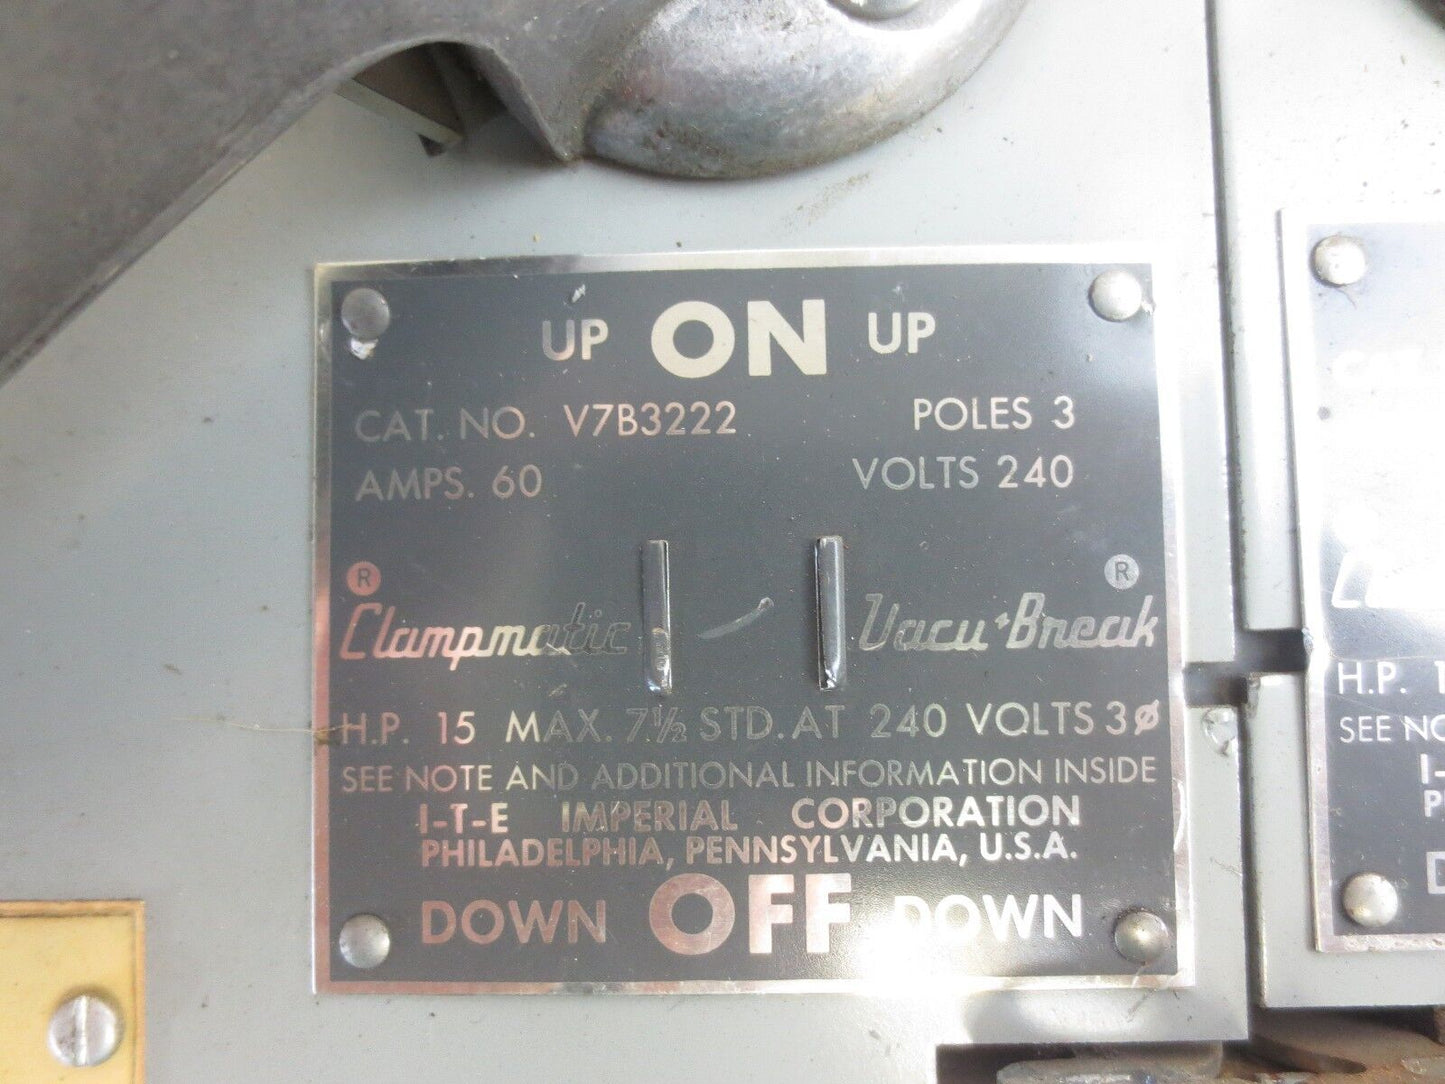 UP ON UP
CAT. NO. V7B3222 POLES 3
AMPS. 60 VOLTS 240
® ®
Clampmatic Vacu-Break
H.P. 15 MAX. 7½ STD. AT 240 VOLTS 3ø
SEE NOTE AND ADDITIONAL INFORMATION INSIDE
I-T-E IMPERIAL CORPORATION
PHILADELPHIA, PENNSYLVANIA, U.S.A.
DOWN OFF DOWN
H.P.
SEE